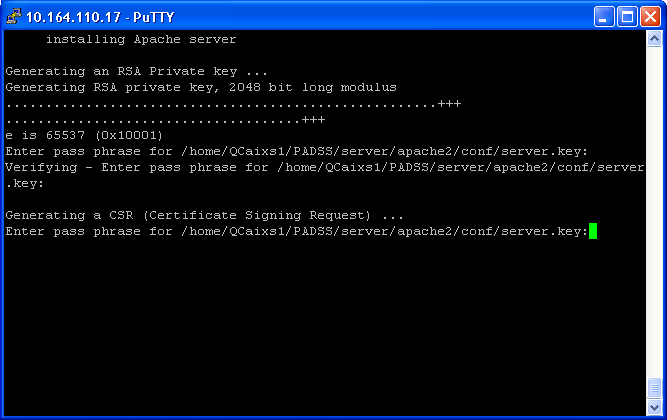 10.164.110.17 - PuTTY
installing Apache server
Generating an RSA Private key ...
Generating RSA private key, 2048 bit long modulus
......................................................+++
.....................................+++
e is 65537 (0x10001)
Enter pass phrase for /home/QCaixs1/PADSS/server/apache2/conf/server.key:
Verifying - Enter pass phrase for /home/QCaixs1/PADSS/server/apache2/conf/server
.key:
Generating a CSR (Certificate Signing Request) ...
Enter pass phrase for /home/QCaixs1/PADSS/server/apache2/conf/server.key: